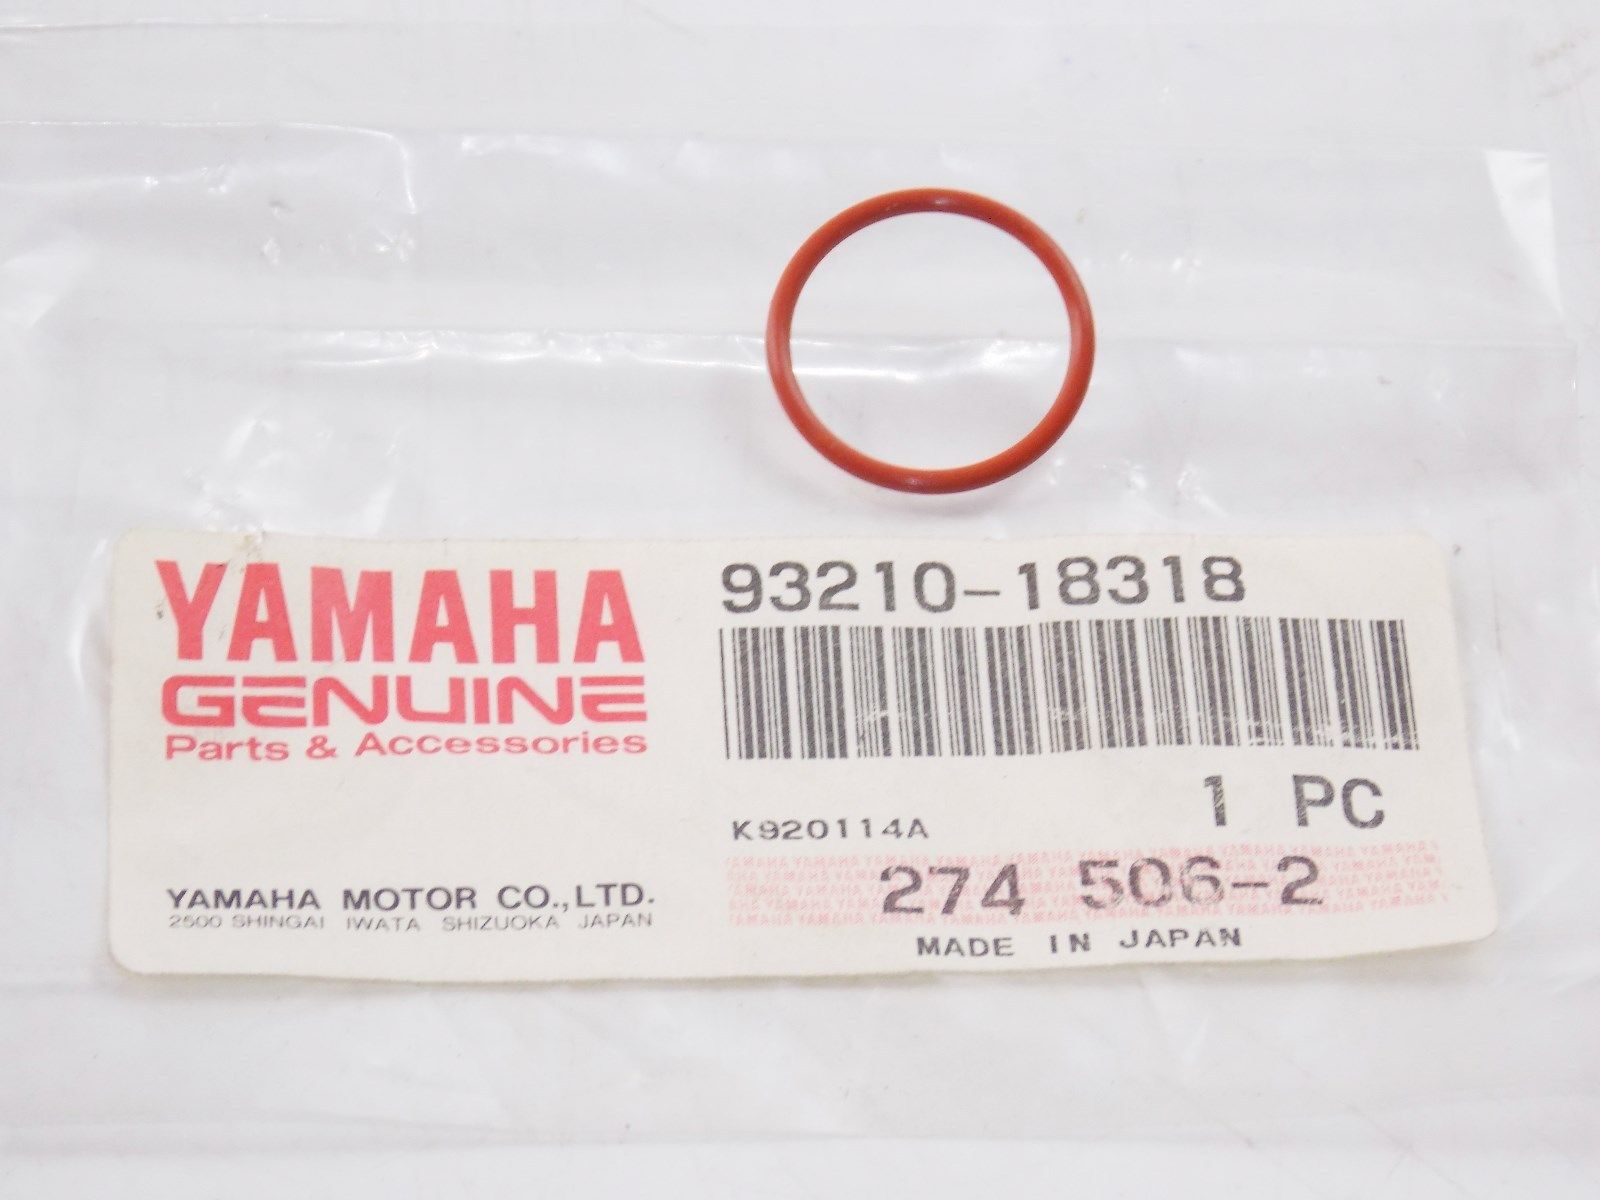 YAMAHA
GENUINE
Parts & Accessories
YAMAHA MOTOR CO.,LTD.
2500 SHINGAI IWATA SHIZUOKA JAPAN
93210-18318
1 PC
K920114A
274 506-2
MADE IN JAPAN